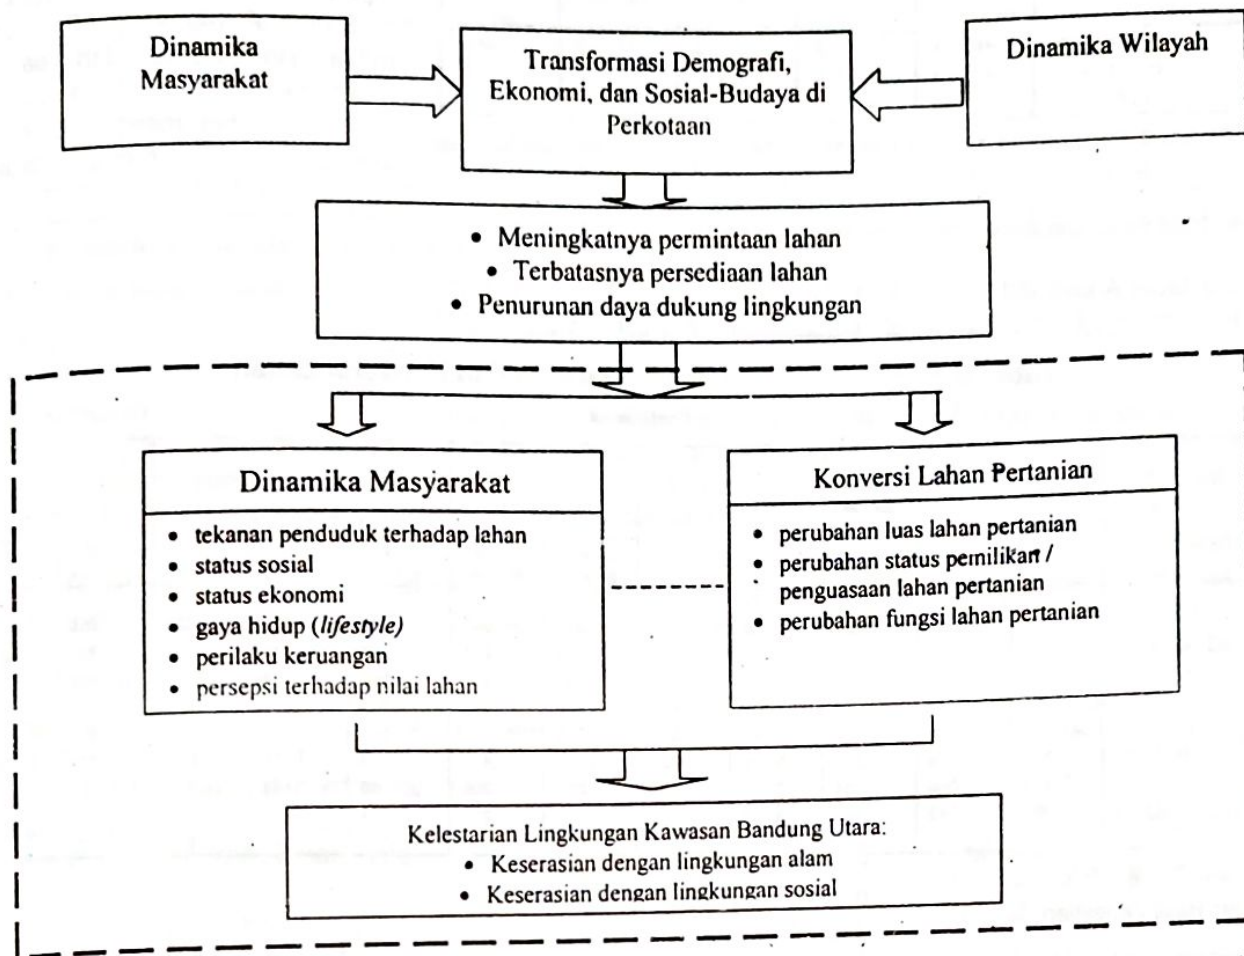 Dinamika
Masyarakat
Transformasi Demografi,
Ekonomi, dan Sosial-Budaya di
Perkotaan
Dinamika Wilayah
• Meningkatnya permintaan lahan
• Terbatasnya persediaan lahan
• Penurunan daya dukung lingkungan
Dinamika Masyarakat
• tekanan penduduk terhadap lahan
• status sosial
• status ekonomi
• gaya hidup (lifestyle)
• perilaku keruangan
• persepsi terhadap nilai lahan
Konversi Lahan Pertanian
• perubahan luas lahan pertanian
• perubahan status pemilikan /
penguasaan lahan pertanian
• perubahan fungsi lahan pertanian
Kelestarian Lingkungan Kawasan Bandung Utara:
• Keserasian dengan lingkungan alam
• Keserasian dengan lingkungan sosial